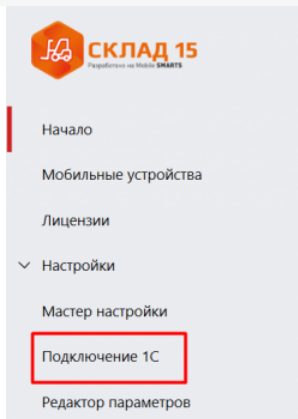 СКЛАД 15
Разработано на Mobile SMARTS
Начало
Мобильные устройства
Лицензии
Настройки
Мастер настройки
Подключение 1С
Редактор параметров